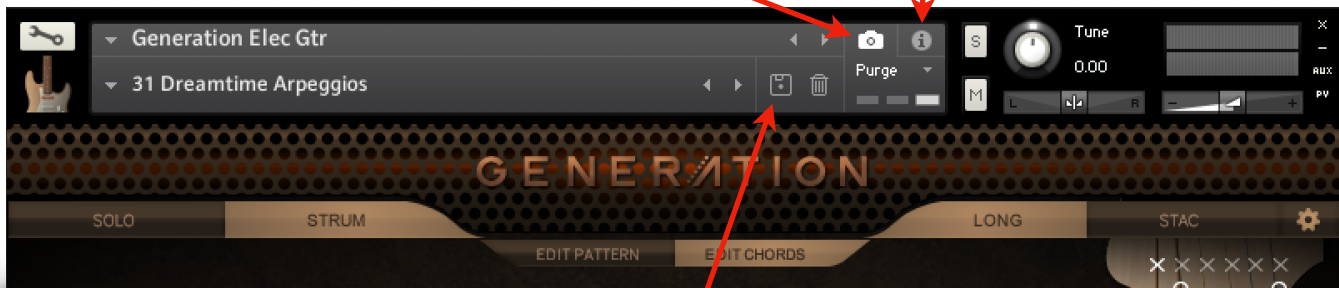 Generation Elec Gtr
S
Tune
0.00
×
–
AUX
PV
31 Dreamtime Arpeggios
Purge
M
L
R
–
+
GENERATION
SOLO
STRUM
LONG
STAC
EDIT PATTERN
EDIT CHORDS
× × × × × ×